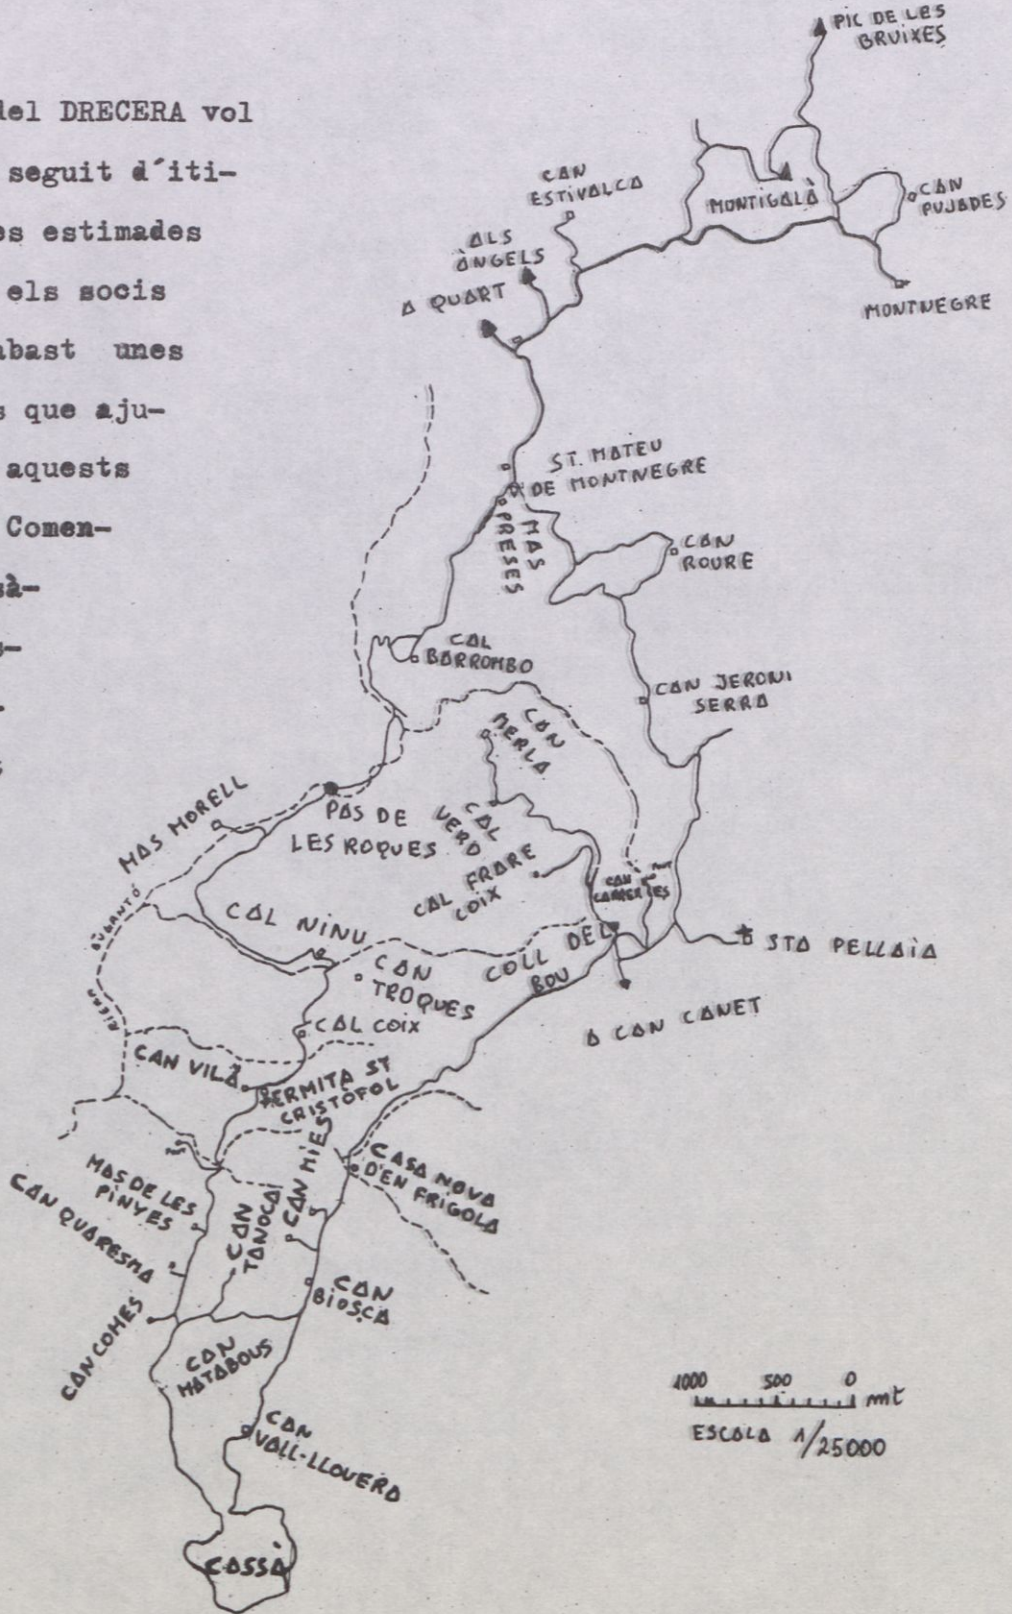 del DRECERA vol
seguit d´iti-
es estimades
els socis
abast unes
s que aju-
aquests
Comen-
sà-
s-
PIC DE LES
BRUIXES
CAN
ESTIVALCA
MONTIGALÀ
CAN
PUJADES
ALS
ÀNGELS
A QUART
MONTNEGRE
ST. MATEU
DE MONTNEGRE
MAS
PRESES
CAN
ROURE
CAL
BARROMBO
CAN JERONI
SERRA
CAN
MERLA
MAS MORELL
PAS DE
LES ROQUES
CAL
VERD
CAL FRARE
COIX
CAN
FONT
CAL NINU
COLL DEL
BOU
STA PELLAIA
CAN
TROQUES
A CAN CANET
RIERA
CAL COIX
CAN VILÀ
ERMITA ST
CRISTÒFOL
MAS DE LES
PINYES
CAN MIES
CASA NOVA
D'EN FRIGOLA
CAN QUARESMA
CAN
TANOCAI
CAN
BIOSCA
CAN COMES
CAN
MATABOUS
CAN
VALL-LLOVERA
CASSÀ
1000 500 0 mt
ESCALA 1/25000